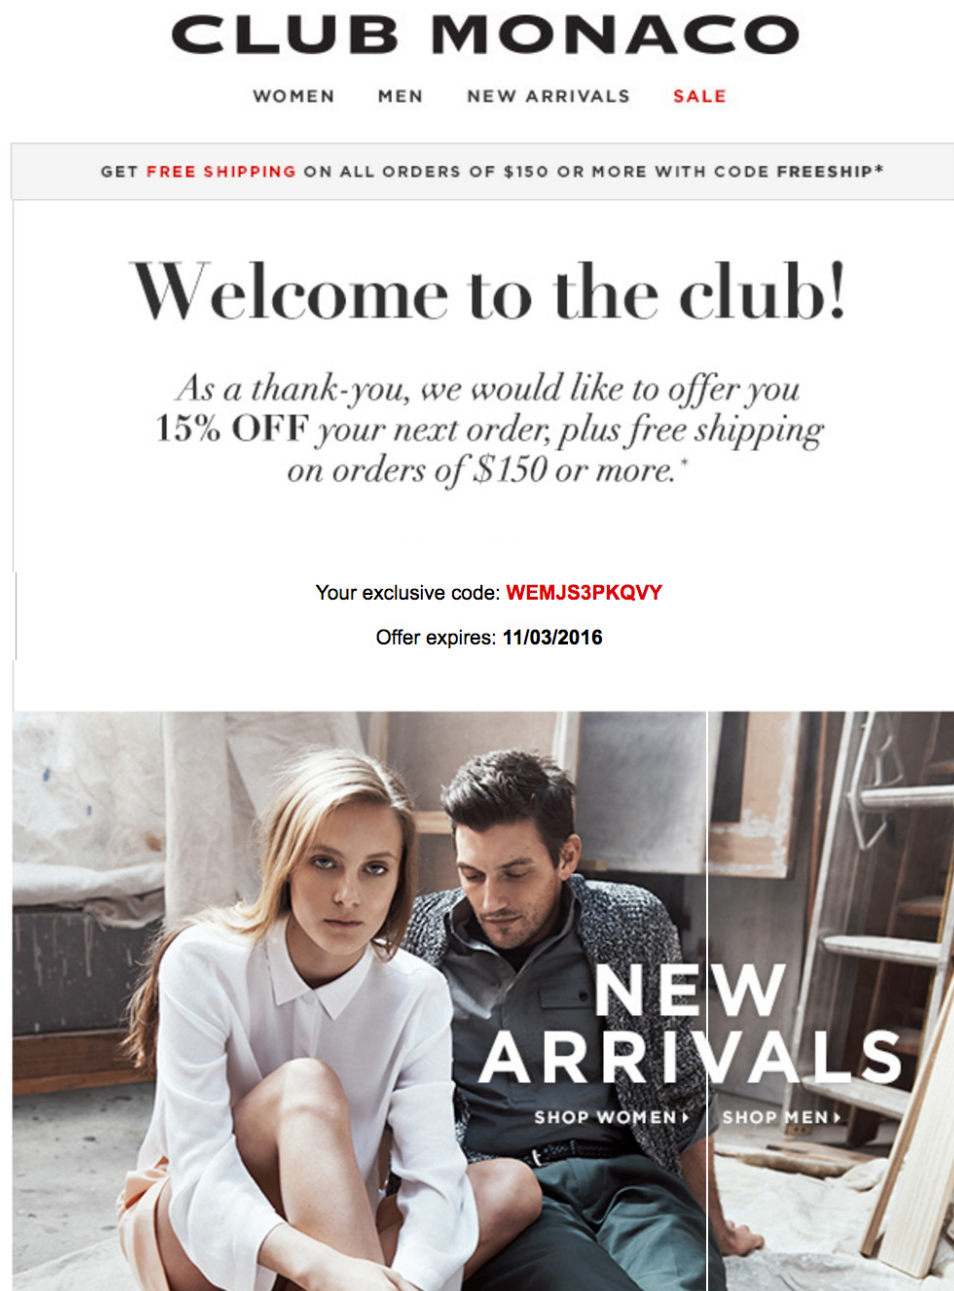 CLUB MONACO
WOMEN MEN NEW ARRIVALS SALE
GET FREE SHIPPING ON ALL ORDERS OF $150 OR MORE WITH CODE FREESHIP*
Welcome to the club!
As a thank-you, we would like to offer you
15% OFF your next order, plus free shipping
on orders of $150 or more.*
Your exclusive code: WEMJS3PKQVY
Offer expires: 11/03/2016
NEW
ARRIVALS
SHOP WOMEN SHOP MEN